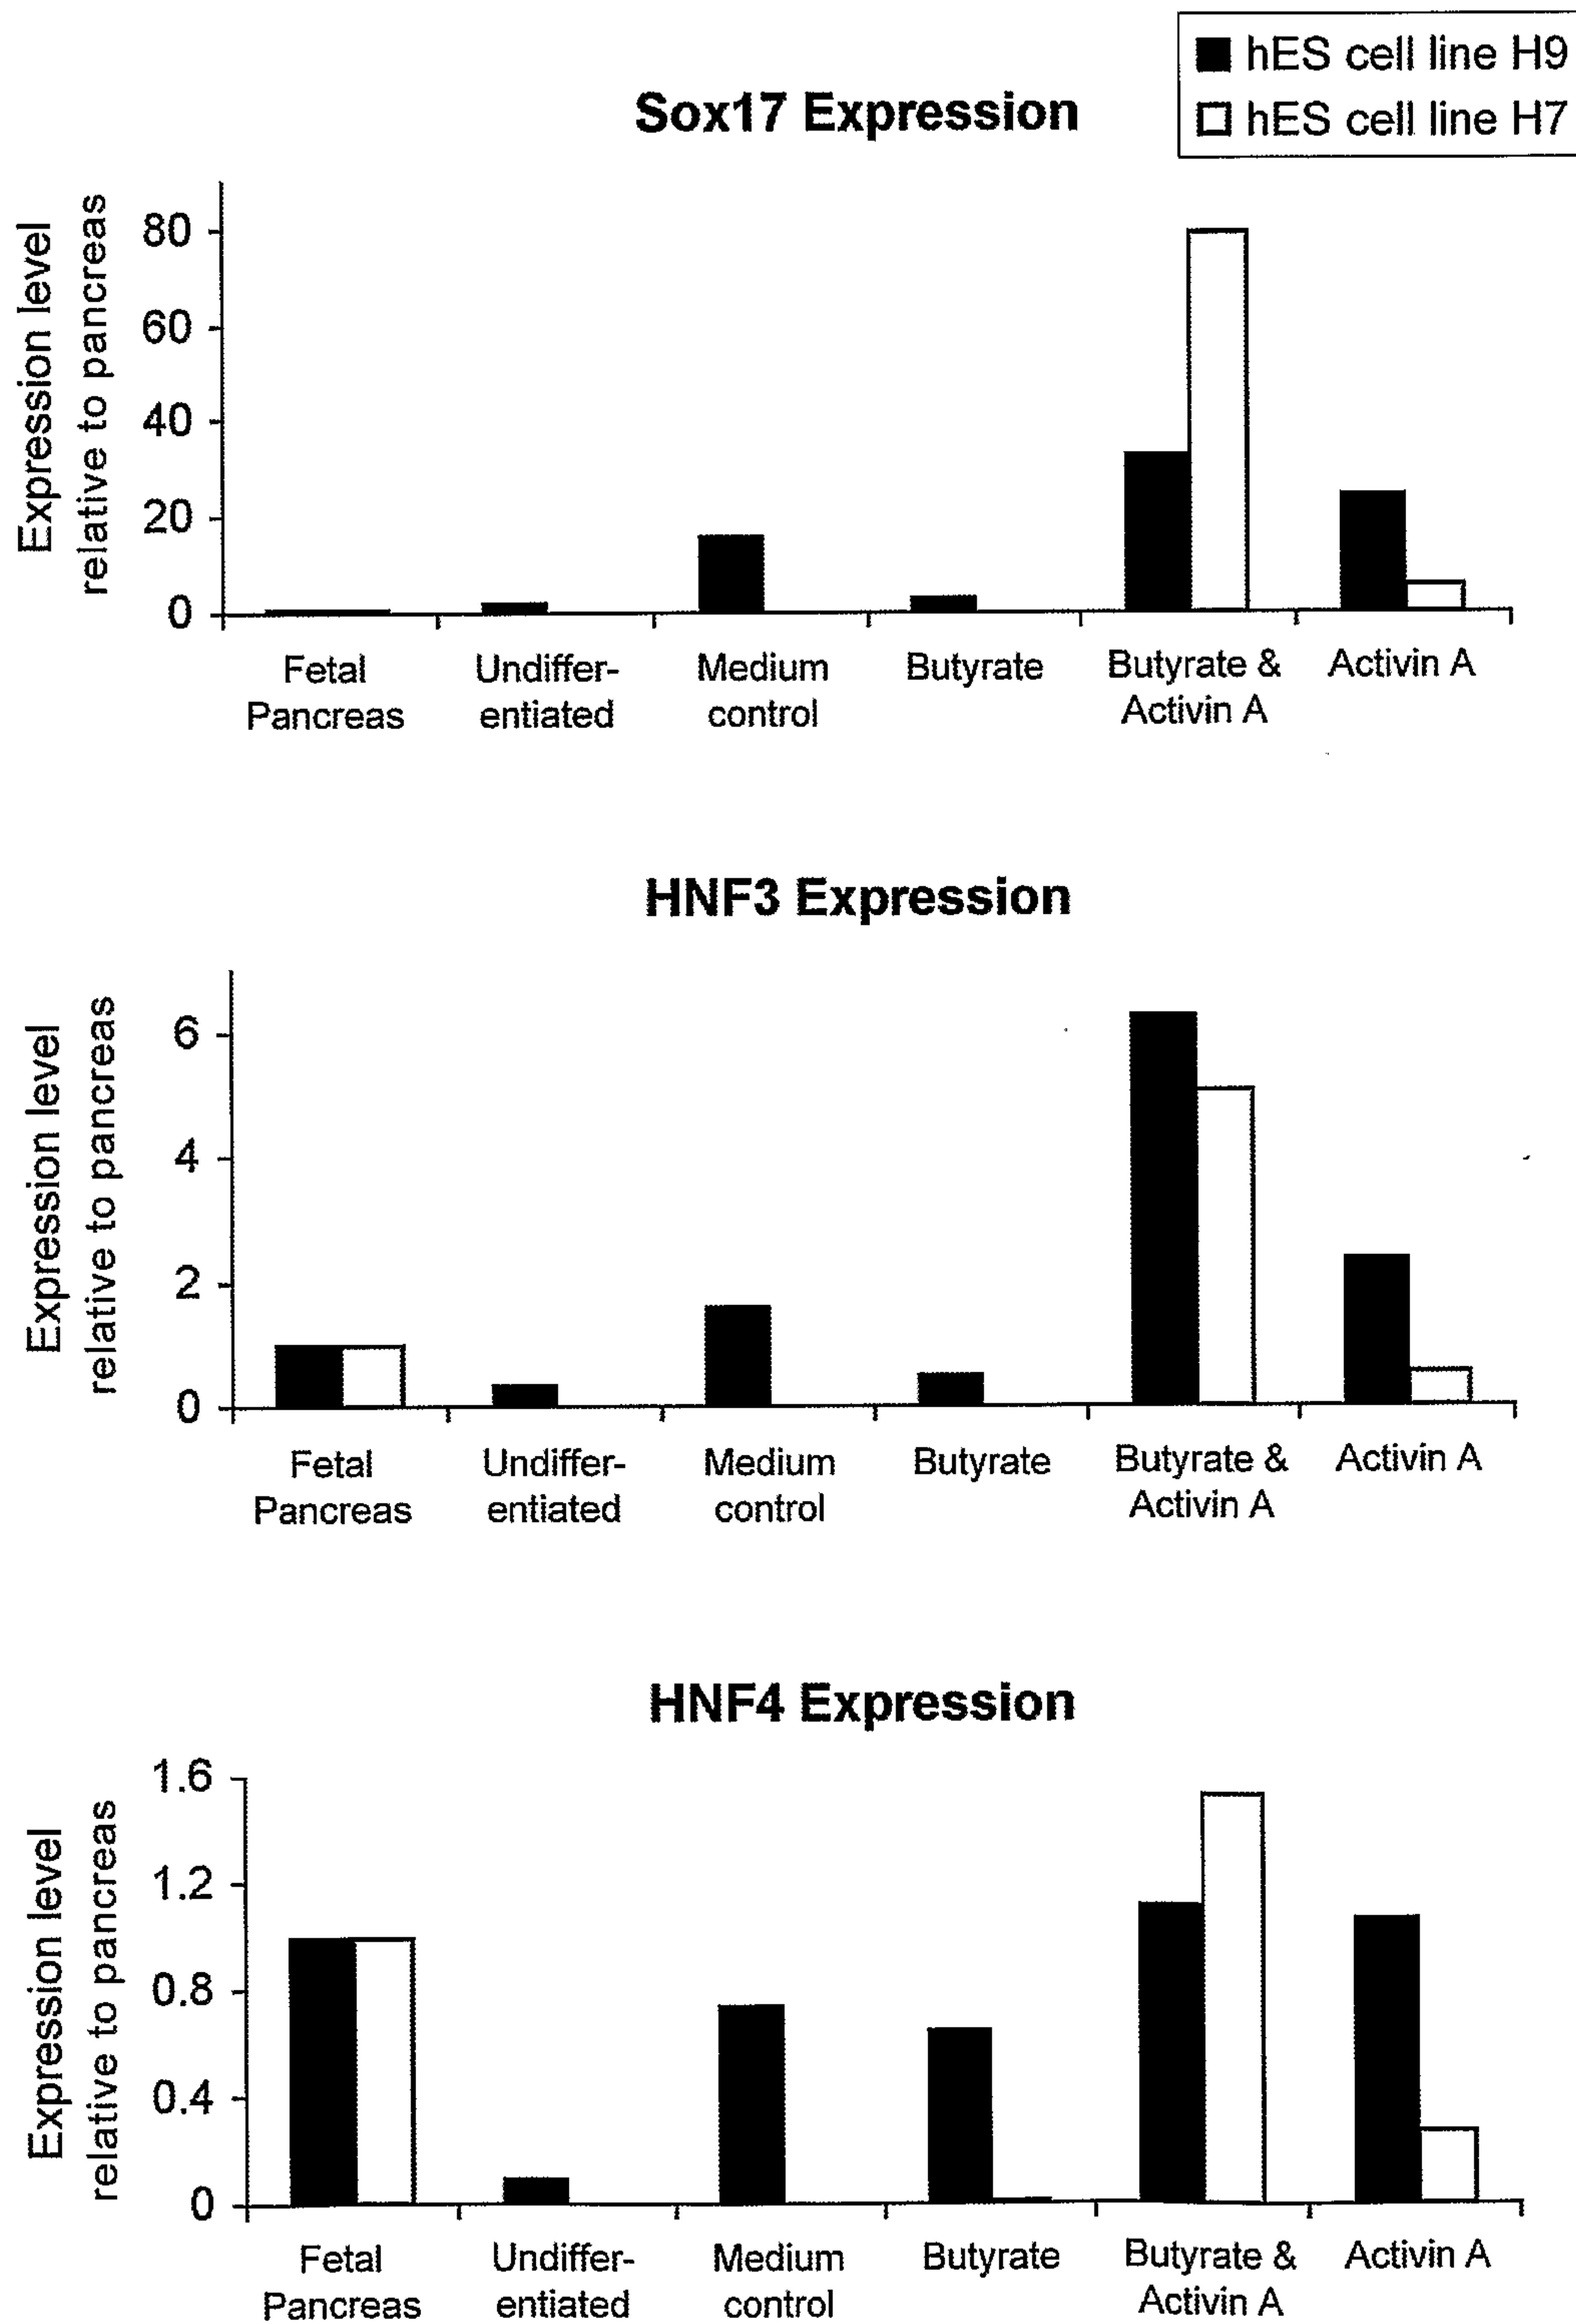 hES cell line H9
hES cell line H7
Sox17 Expression
Expression level
relative to pancreas
80
60
40
20
0
Fetal
Pancreas
Undiffer-
entiated
Medium
control
Butyrate
Butyrate &
Activin A
Activin A
HNF3 Expression
Expression level
relative to pancreas
6
4
2
0
Fetal
Pancreas
Undiffer-
entiated
Medium
control
Butyrate
Butyrate &
Activin A
Activin A
HNF4 Expression
Expression level
relative to pancreas
1.6
1.2
0.8
0.4
0
Fetal
Pancreas
Undiffer-
entiated
Medium
control
Butyrate
Butyrate &
Activin A
Activin A